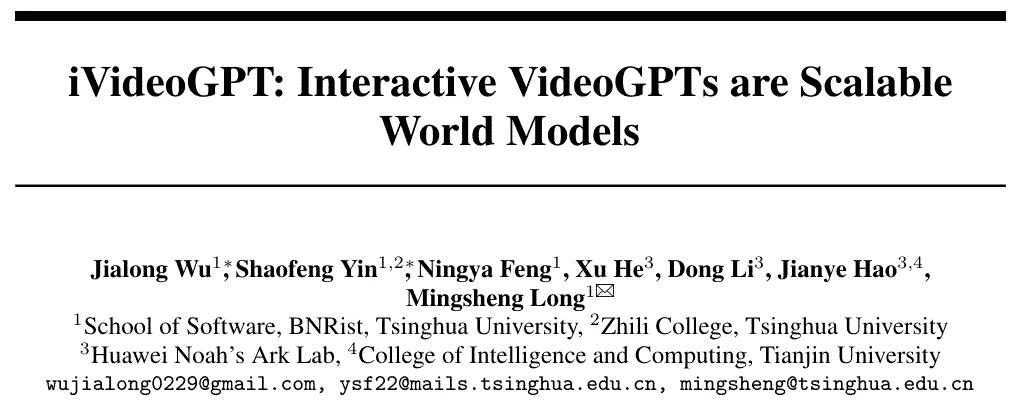 iVideoGPT: Interactive VideoGPTs are Scalable
World Models
Jialong Wu¹*, Shaofeng Yin¹,²*, Ningya Feng¹, Xu He³, Dong Li³, Jianye Hao³,⁴,
Mingsheng Long¹✉
¹School of Software, BNRist, Tsinghua University, ²Zhili College, Tsinghua University
³Huawei Noah's Ark Lab, ⁴College of Intelligence and Computing, Tianjin University
wujialong0229@gmail.com, ysf22@mails.tsinghua.edu.cn, mingsheng@tsinghua.edu.cn